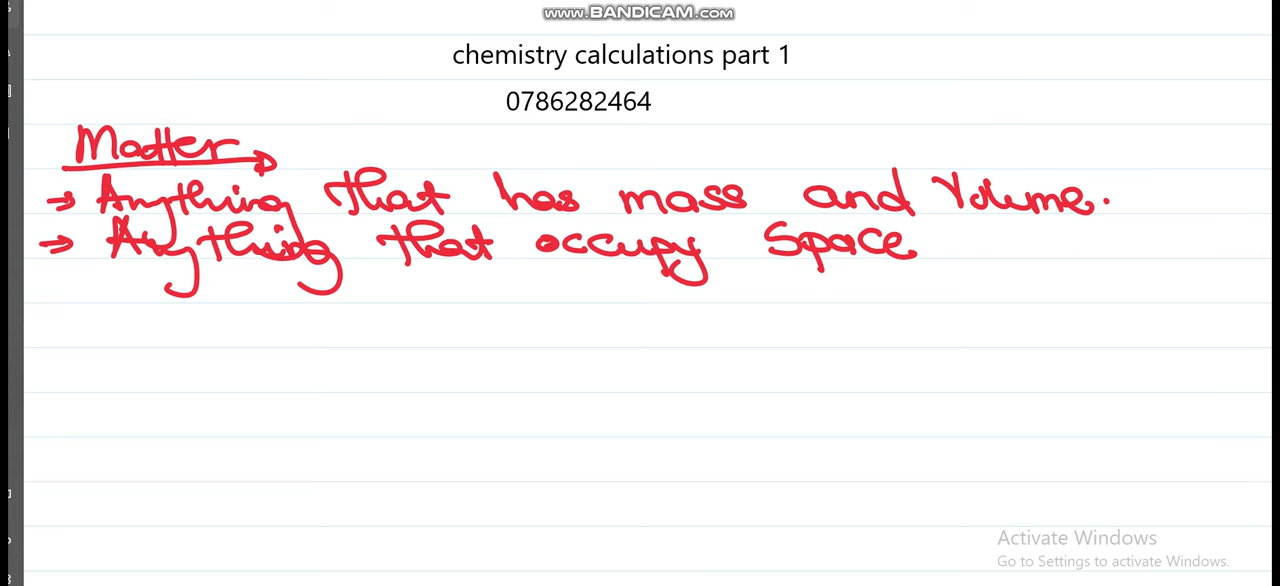 www.BANDICAM.com
chemistry calculations part 1
0786282464
Matter
→ Anything that has mass and Volume.
→ Anything that occupy Space
Activate Windows
Go to Settings to activate Windows.